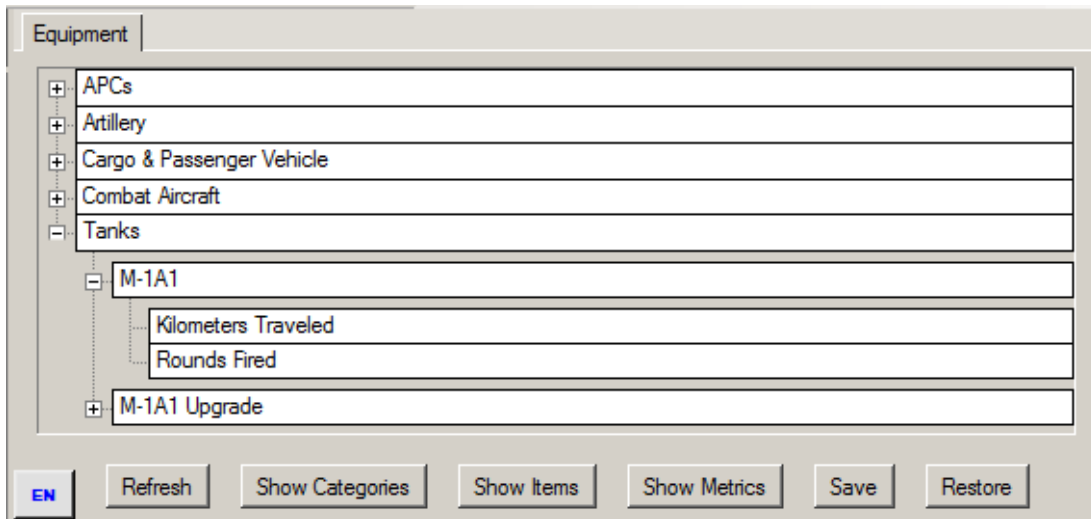 Equipment
APCs
Artillery
Cargo & Passenger Vehicle
Combat Aircraft
Tanks
M-1A1
Kilometers Traveled
Rounds Fired
M-1A1 Upgrade
EN Refresh Show Categories Show Items Show Metrics Save Restore